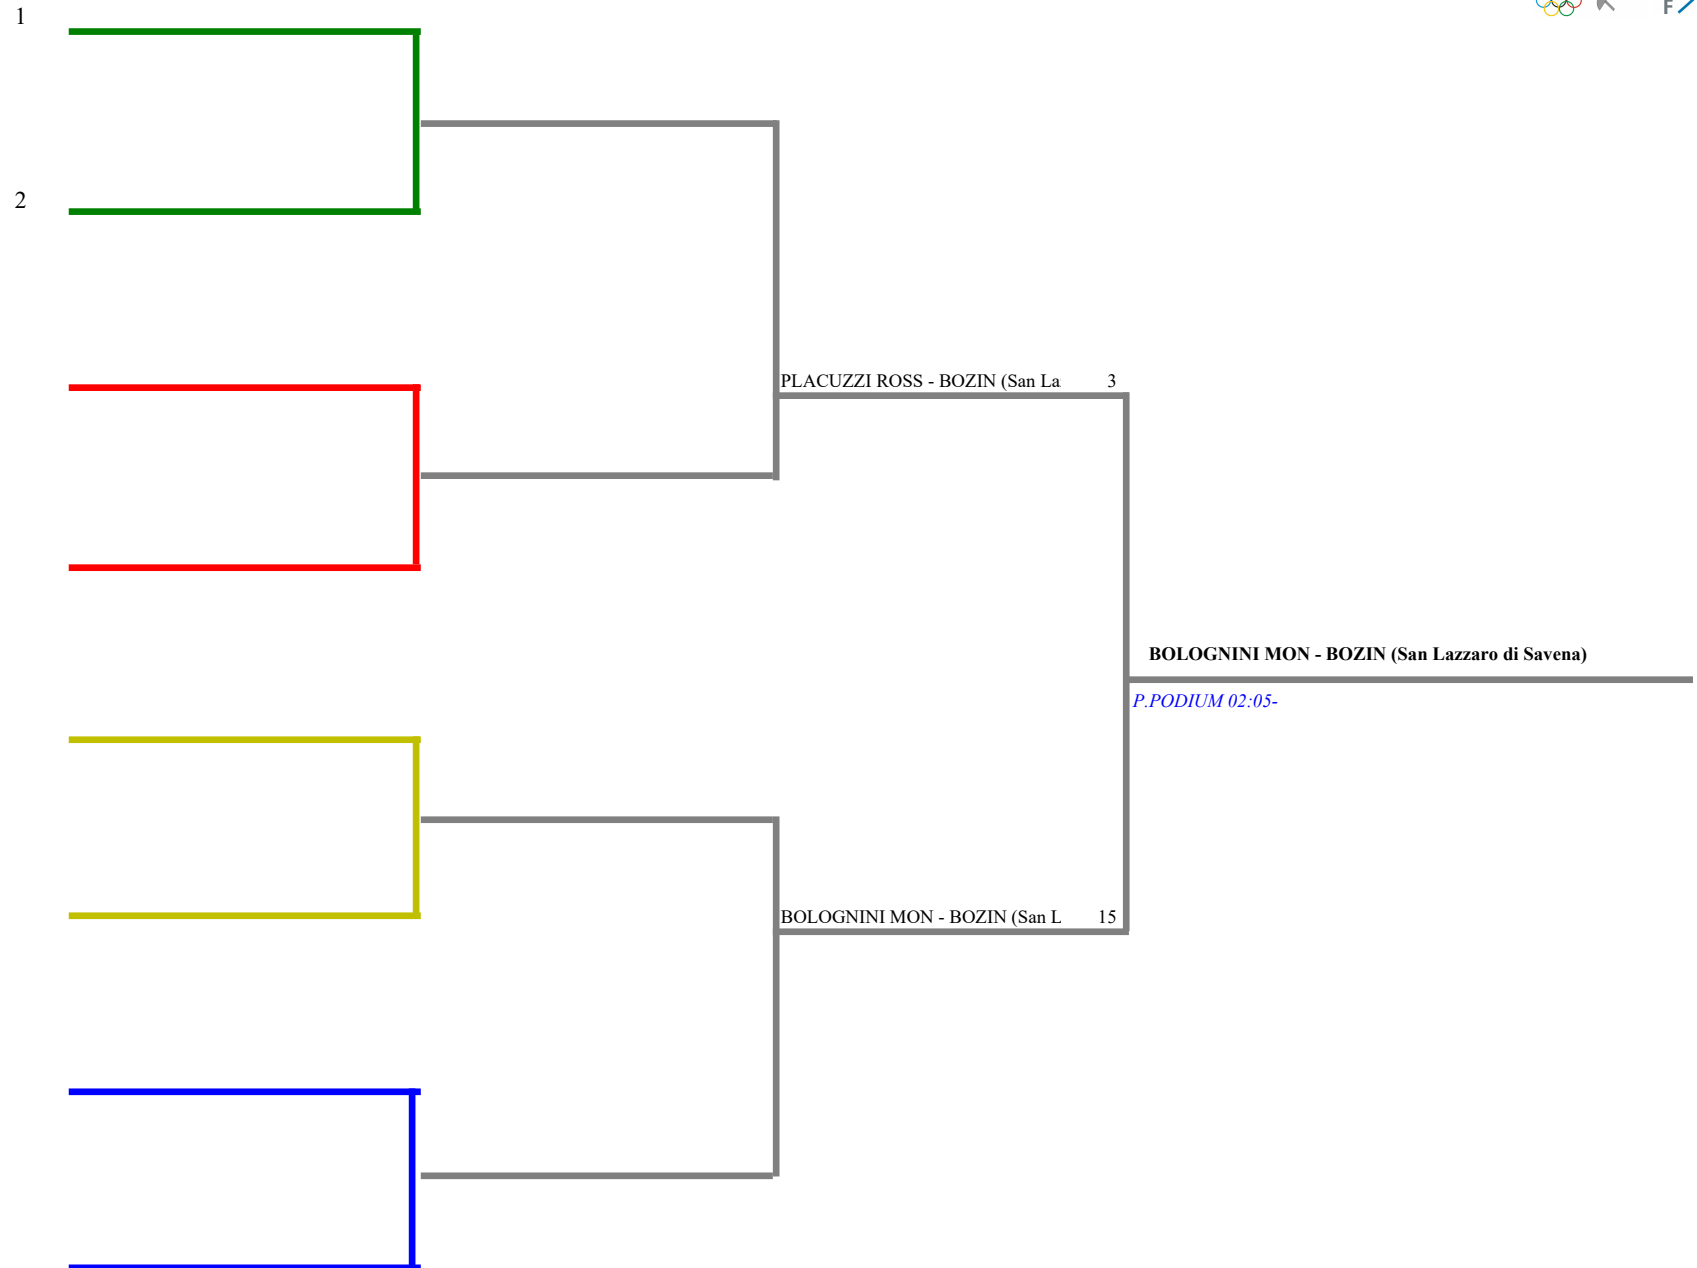 1
F
2
PLACUZZI ROSS - BOZIN (San La 3
BOLOGNINI MON - BOZIN (San Lazzaro di Savena)
P.PODIUM 02:05-
BOLOGNINI MON - BOZIN (San L 15